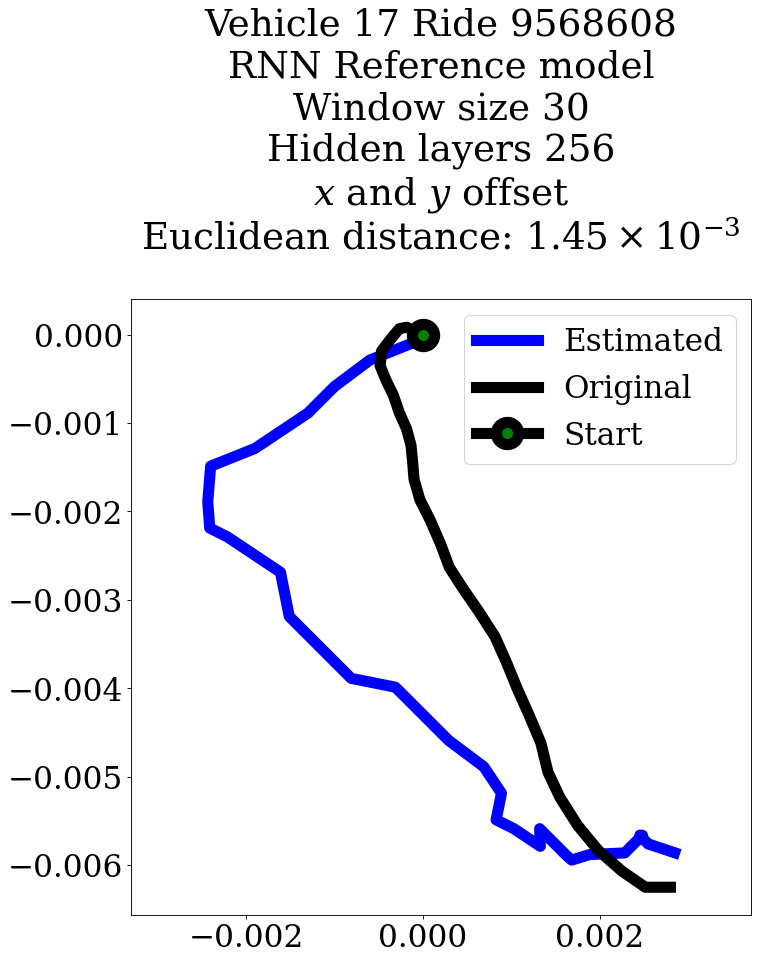 Vehicle 17 Ride 9568608
RNN Reference model
Window size 30
Hidden layers 256
x and y offset
Euclidean distance: 1.45 × 10⁻³
Estimated
Original
Start
0.000
−0.001
−0.002
−0.003
−0.004
−0.005
−0.006
−0.002 0.000 0.002